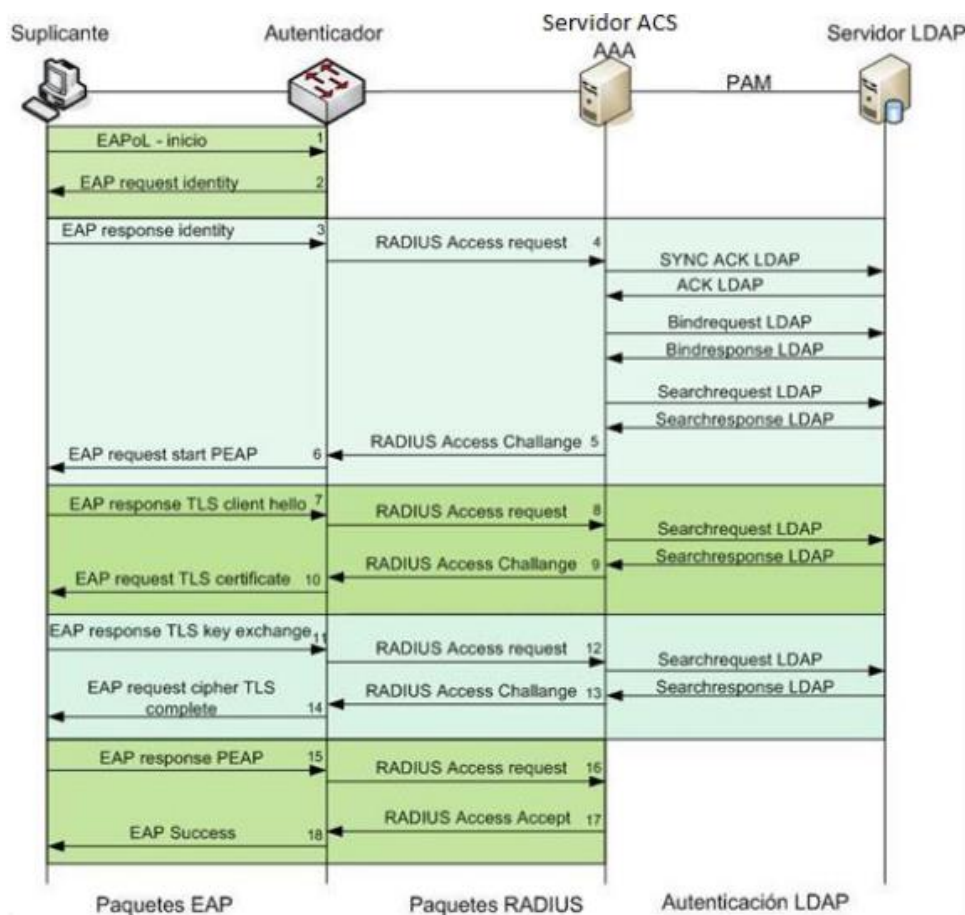 Suplicante
Autenticador
Servidor ACS
AAA
Servidor LDAP
PAM
EAPoL - inicio 1
EAP request identity 2
EAP response identity 3
RADIUS Access request 4
SYNC ACK LDAP
ACK LDAP
Bindrequest LDAP
Bindresponse LDAP
Searchrequest LDAP
Searchresponse LDAP
RADIUS Access Challange 5
EAP request start PEAP 6
EAP response TLS client hello 7
RADIUS Access request 8
Searchrequest LDAP
Searchresponse LDAP
RADIUS Access Challange 9
EAP request TLS certificate 10
EAP response TLS key exchange 11
RADIUS Access request 12
Searchrequest LDAP
Searchresponse LDAP
RADIUS Access Challange 13
EAP request cipher TLS
complete 14
EAP response PEAP 15
RADIUS Access request 16
RADIUS Access Accept 17
EAP Success 18
Paquetes EAP
Paquetes RADIUS
Autenticación LDAP